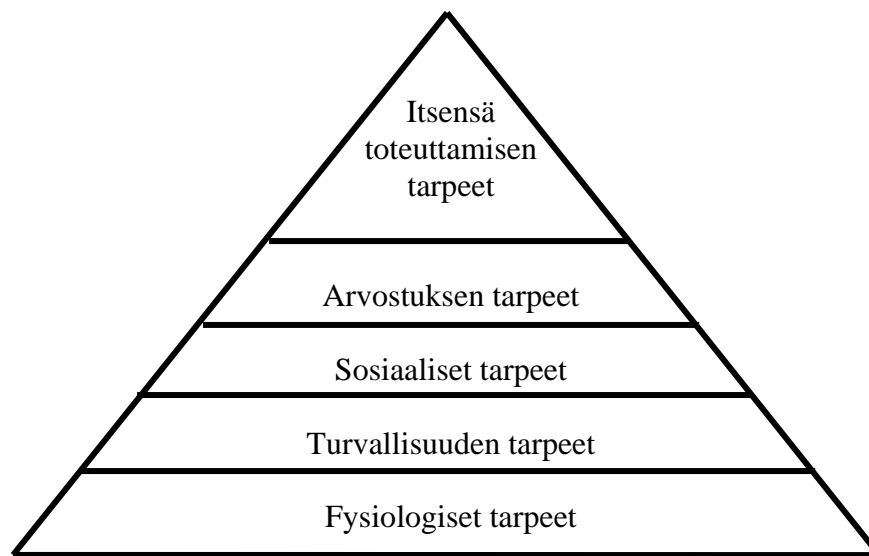 Itsensä
toteuttamisen
tarpeet
Arvostuksen tarpeet
Sosiaaliset tarpeet
Turvallisuuden tarpeet
Fysiologiset tarpeet